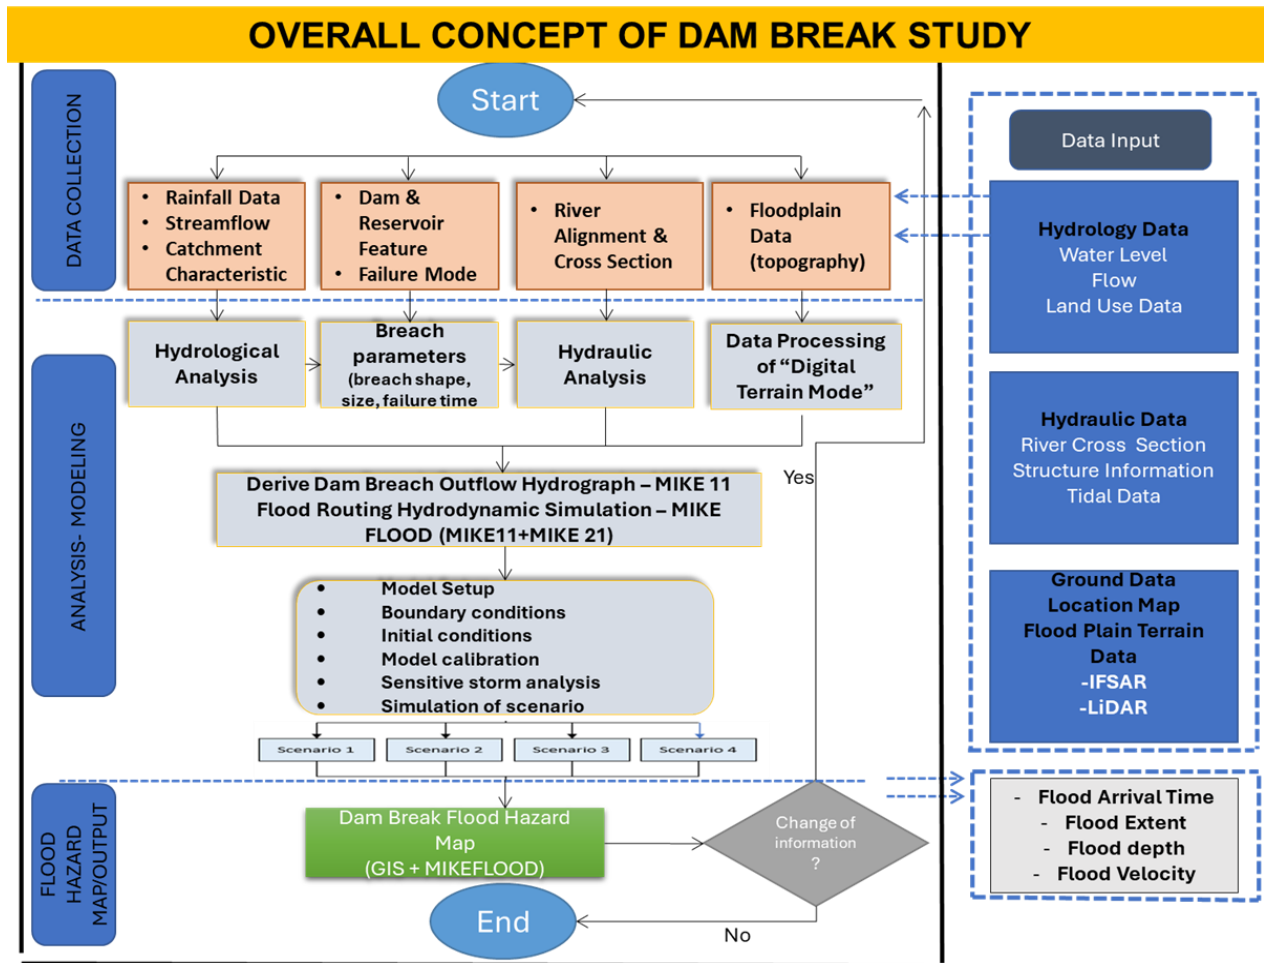 OVERALL CONCEPT OF DAM BREAK STUDY
DATA COLLECTION
Start
• Rainfall Data
• Streamflow
• Catchment
Characteristic
• Dam &
Reservoir
Feature
• Failure Mode
• River
Alignment &
Cross Section
• Floodplain
Data
(topography)
ANALYSIS- MODELING
Hydrological
Analysis
Breach
parameters
(breach shape,
size, failure time
Hydraulic
Analysis
Data Processing
of “Digital
Terrain Mode”
Derive Dam Breach Outflow Hydrograph – MIKE 11
Flood Routing Hydrodynamic Simulation – MIKE
FLOOD (MIKE11+MIKE 21)
• Model Setup
• Boundary conditions
• Initial conditions
• Model calibration
• Sensitive storm analysis
• Simulation of scenario
Scenario 1
Scenario 2
Scenario 3
Scenario 4
FLOOD
HAZARD
MAP/OUTPUT
Dam Break Flood Hazard
Map
(GIS + MIKEFLOOD)
Change of
information
?
Yes
No
End
Data Input
Hydrology Data
Water Level
Flow
Land Use Data
Hydraulic Data
River Cross Section
Structure Information
Tidal Data
Ground Data
Location Map
Flood Plain Terrain
Data
-IFSAR
-LiDAR
- Flood Arrival Time
- Flood Extent
- Flood depth
- Flood Velocity